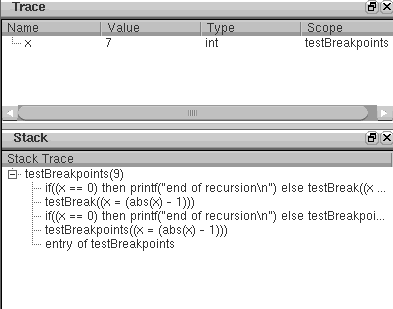 Trace
Name Value Type Scope
x 7 int testBreakpoints
Stack
Stack Trace
testBreakpoints(9)
if((x == 0) then printf("end of recursion\n") else testBreak((x ...
testBreak((x = (abs(x) - 1)))
if((x == 0) then printf("end of recursion\n") else testBreakpoi...
testBreakpoints((x = (abs(x) - 1)))
entry of testBreakpoints